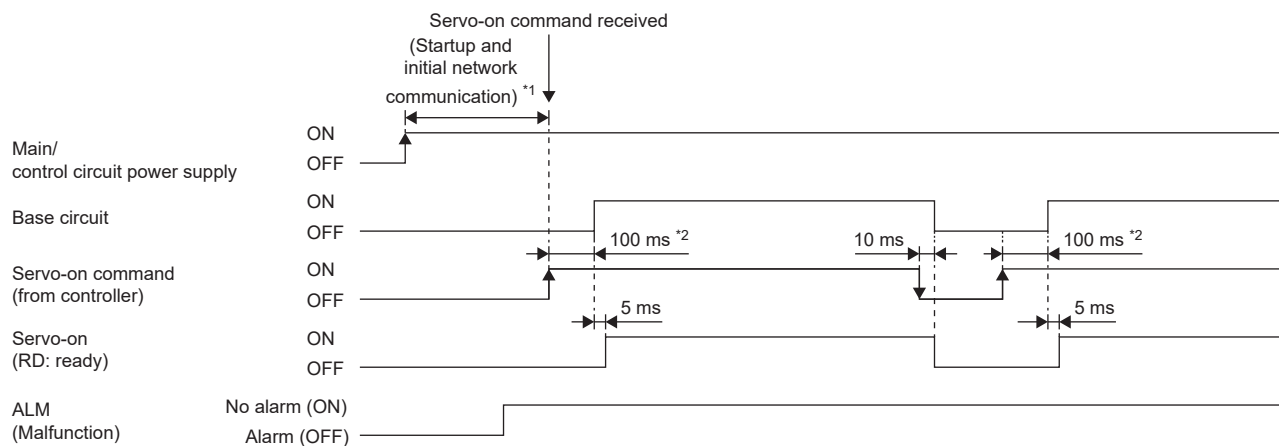 Servo-on command received
(Startup and
initial network
communication) *1
ON
Main/
control circuit power supply
OFF
ON
Base circuit
OFF
100 ms *2
10 ms
100 ms *2
Servo-on command
(from controller)
ON
OFF
5 ms
5 ms
Servo-on
(RD: ready)
ON
OFF
ALM
(Malfunction)
No alarm (ON)
Alarm (OFF)